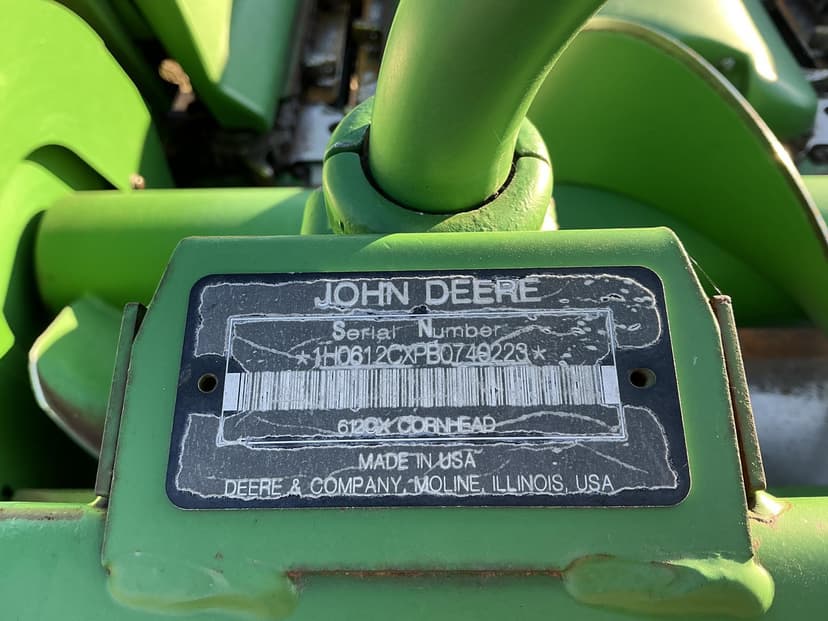 JOHN DEERE
Serial Number
*1H0612CXPB0740223*
612CX CORNHEAD
MADE IN USA
DEERE & COMPANY, MOLINE, ILLINOIS, USA